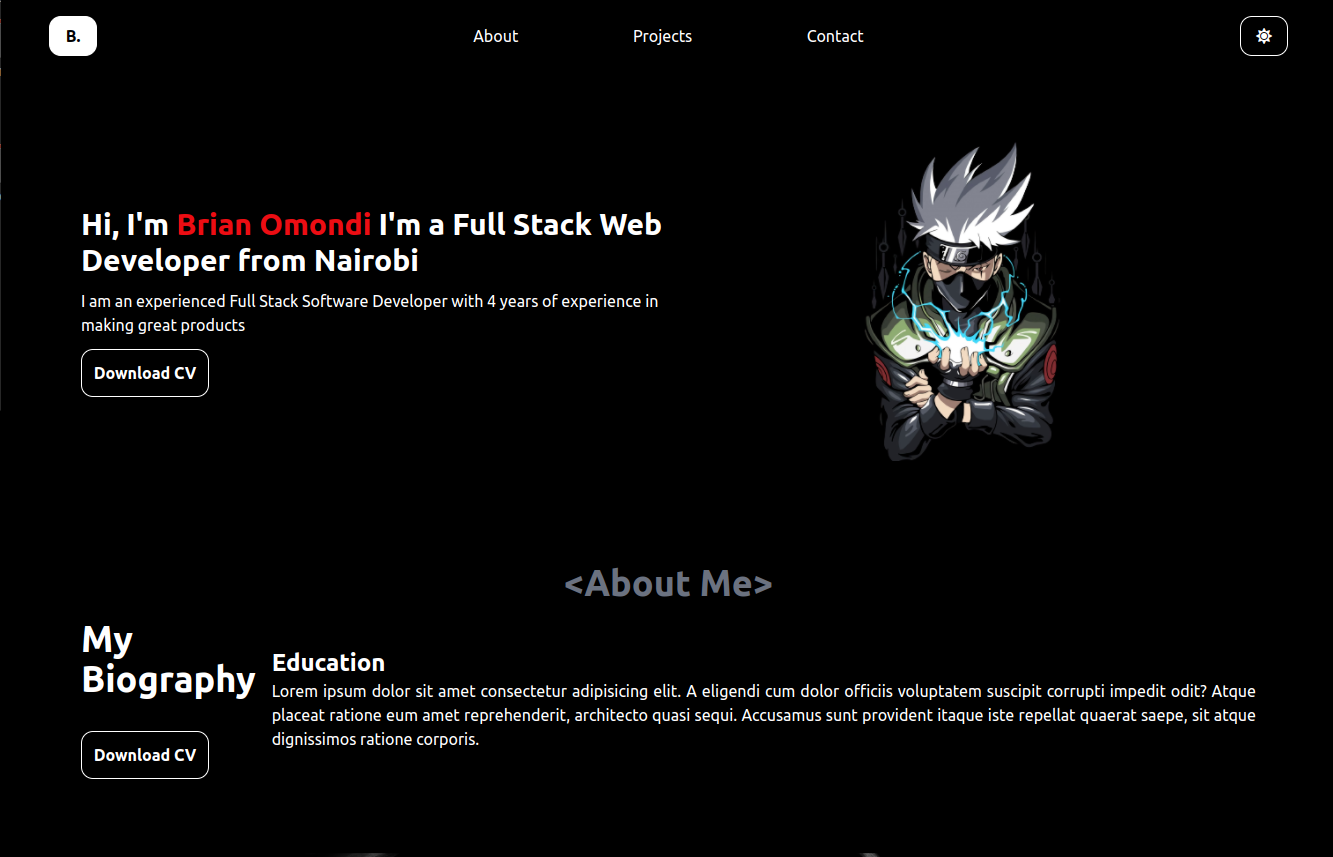 B.
About
Projects
Contact
Hi, I'm Brian Omondi I'm a Full Stack Web
Developer from Nairobi
I am an experienced Full Stack Software Developer with 4 years of experience in
making great products
Download CV
<About Me>
My
Biography
Download CV
Education
Lorem ipsum dolor sit amet consectetur adipisicing elit. A eligendi cum dolor officiis voluptatem suscipit corrupti impedit odit? Atque
placeat ratione eum amet reprehenderit, architecto quasi sequi. Accusamus sunt provident itaque iste repellat quaerat saepe, sit atque
dignissimos ratione corporis.